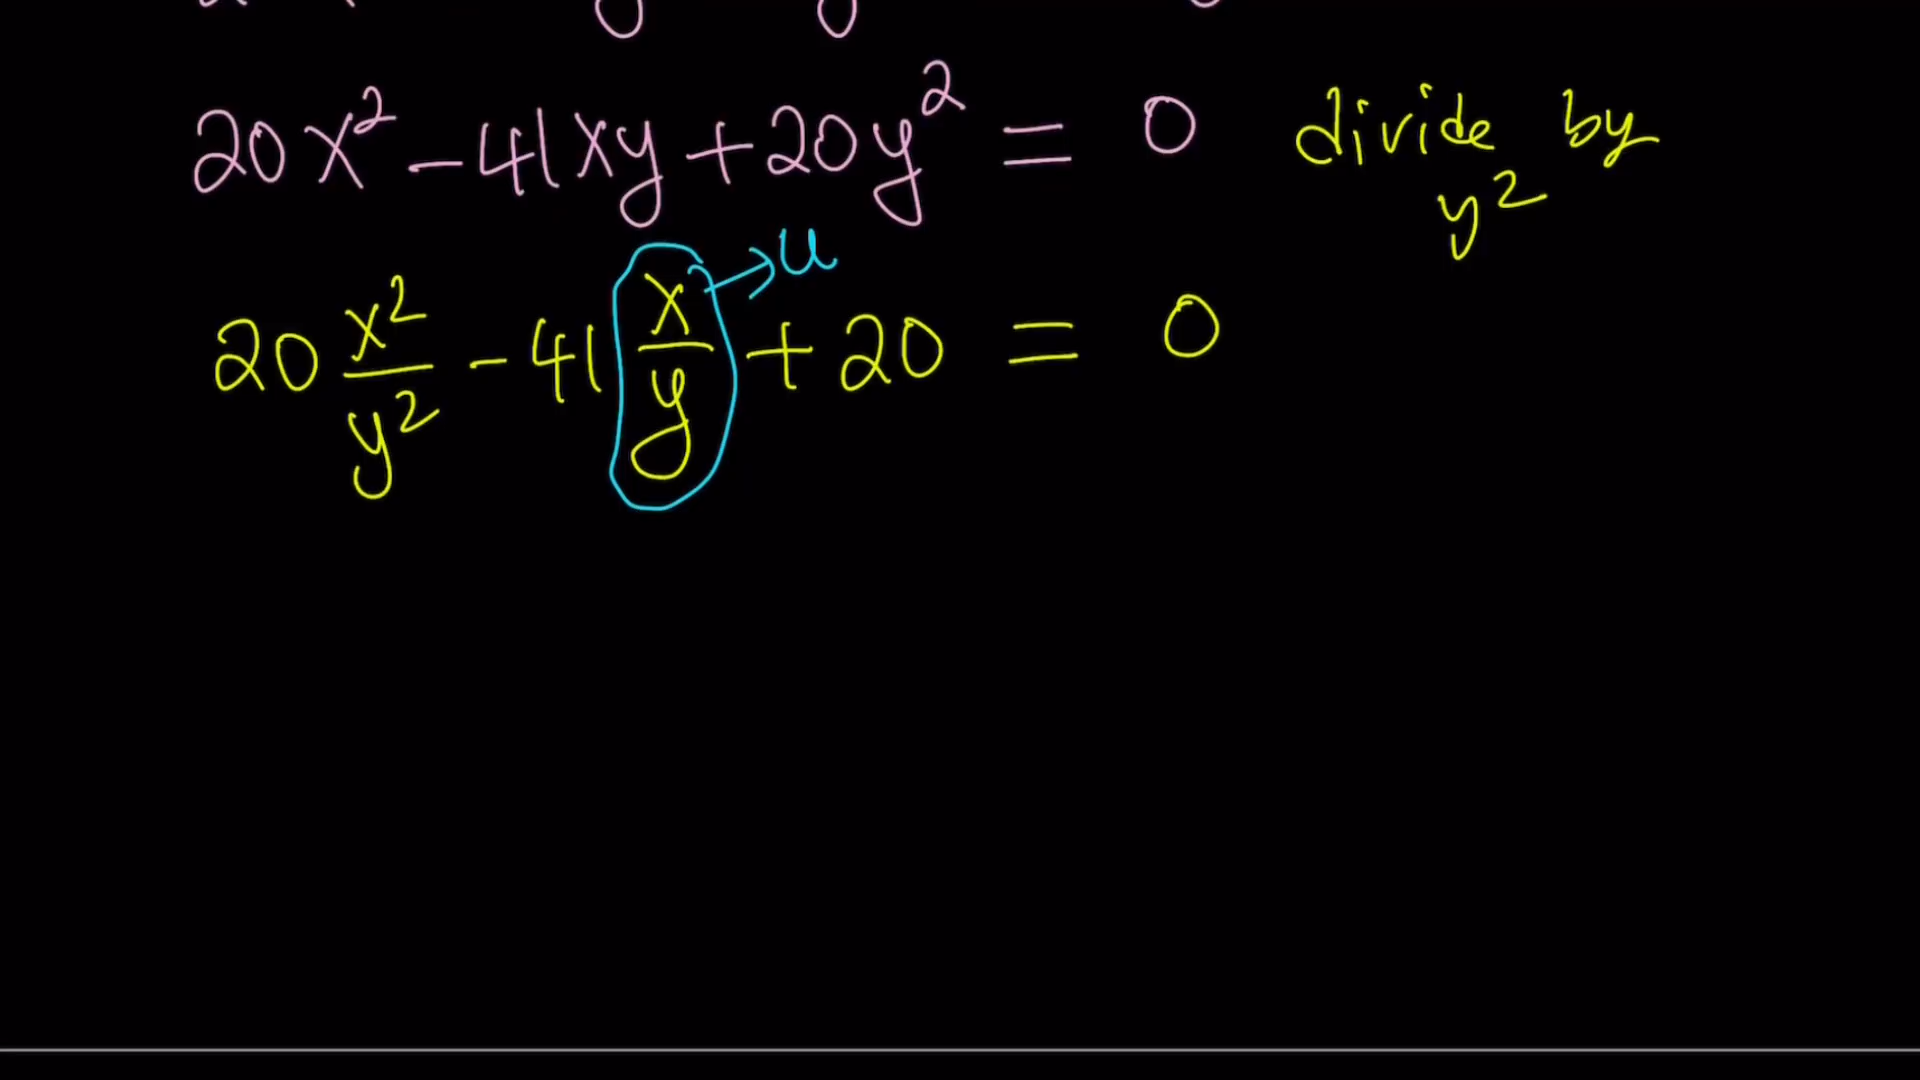 20x² - 41xy + 20y² = 0 divide by
y²
→ u
20 x²/y² - 41 x/y + 20 = 0